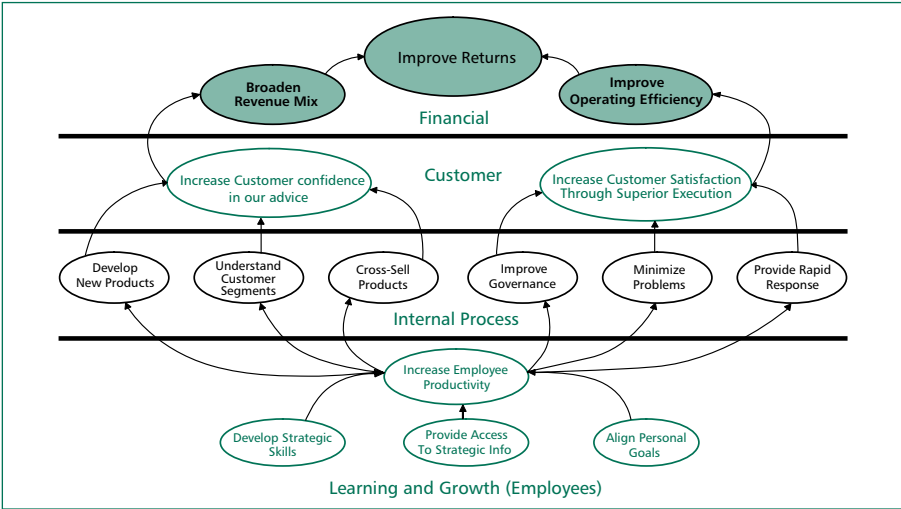 Improve Returns
Broaden
Revenue Mix
Improve
Operating Efficiency
Financial
Customer
Increase Customer confidence
in our advice
Increase Customer Satisfaction
Through Superior Execution
Develop
New Products
Understand
Customer
Segments
Cross-Sell
Products
Improve
Governance
Minimize
Problems
Provide Rapid
Response
Internal Process
Increase Employee
Productivity
Develop Strategic
Skills
Provide Access
To Strategic Info
Align Personal
Goals
Learning and Growth (Employees)